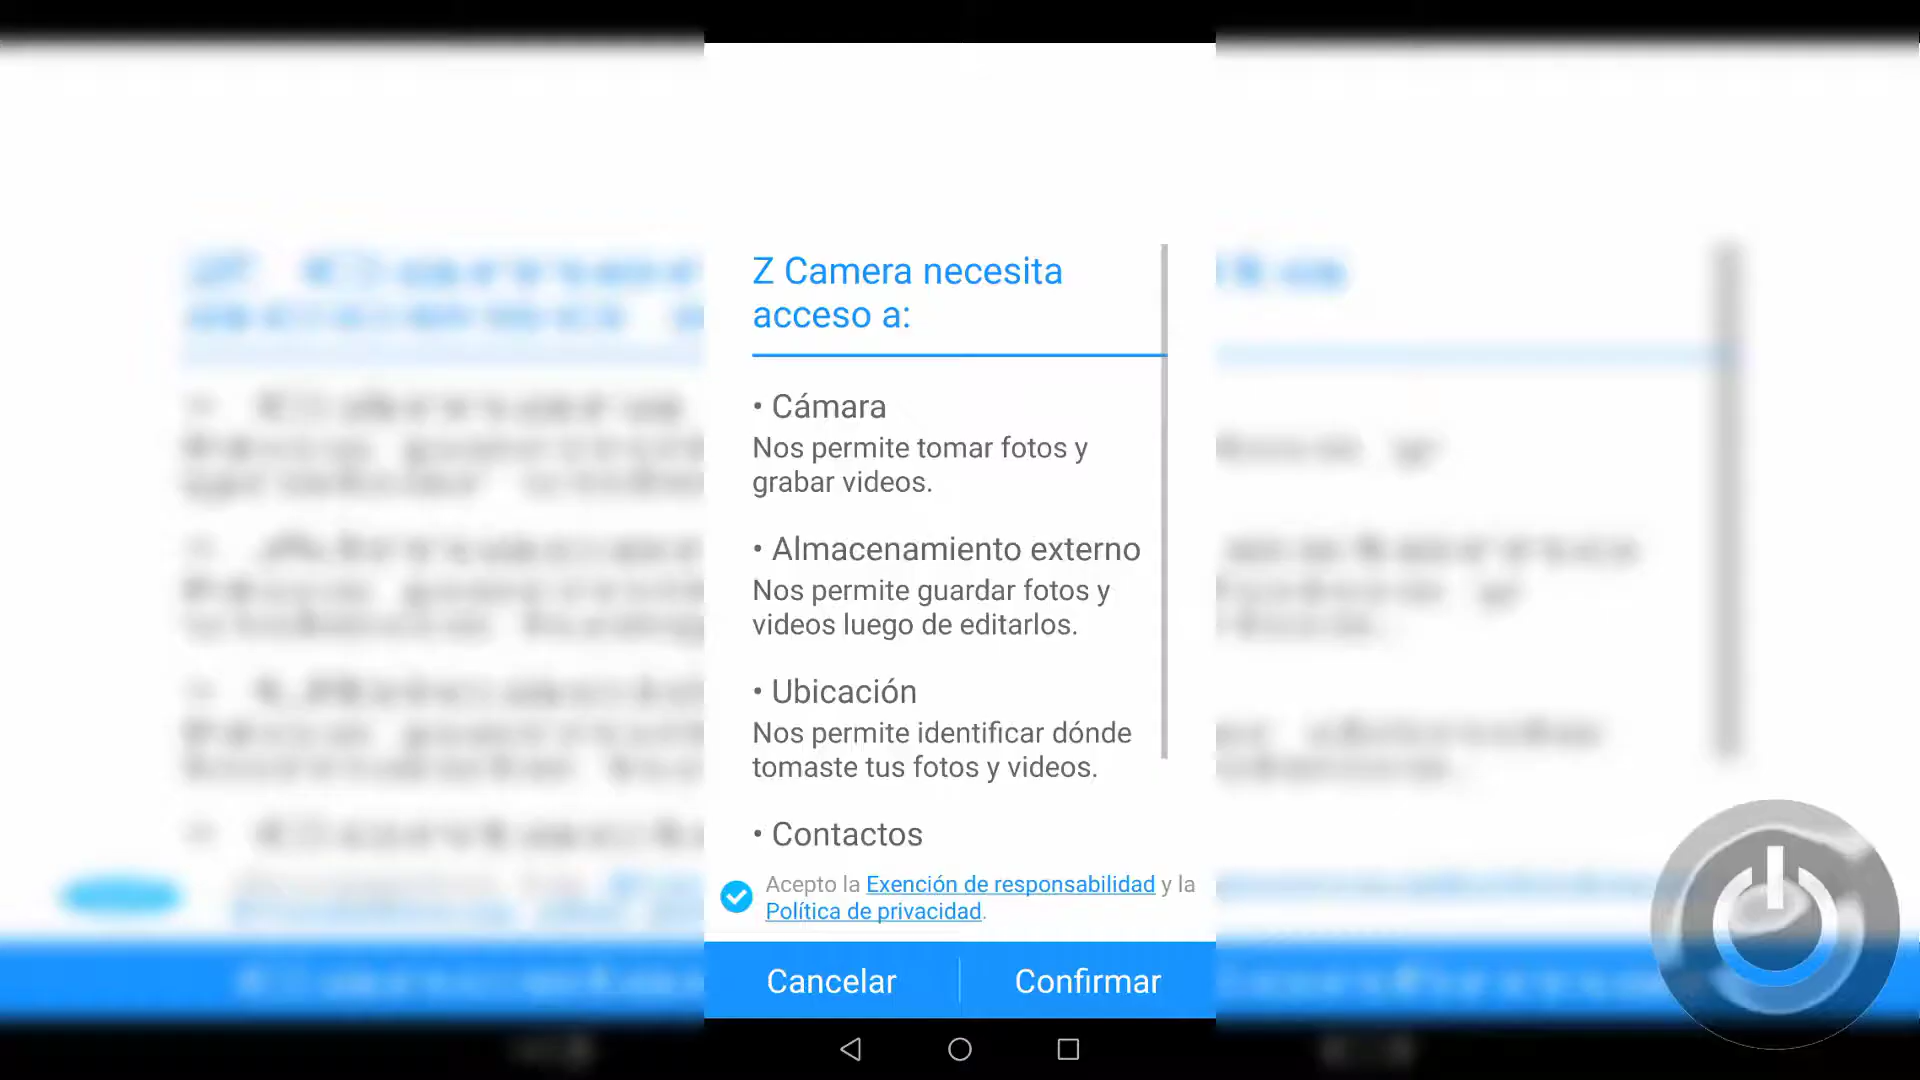 Z Camera necesita
acceso a:
• Cámara
Nos permite tomar fotos y
grabar videos.
• Almacenamiento externo
Nos permite guardar fotos y
videos luego de editarlos.
• Ubicación
Nos permite identificar dónde
tomaste tus fotos y videos.
• Contactos
Acepto la Exención de responsabilidad y la
Política de privacidad.
Cancelar
Confirmar